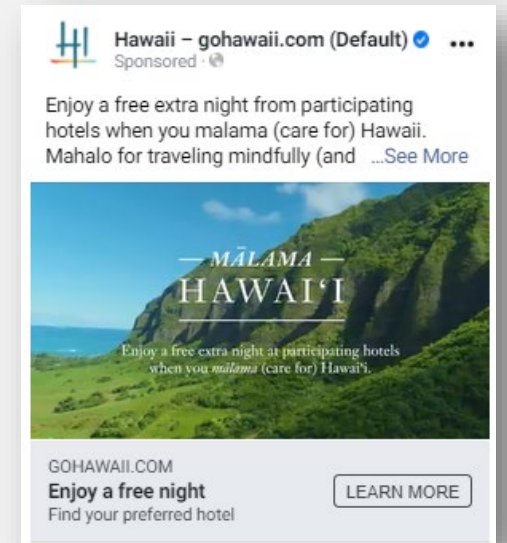 HI
Hawaii – gohawaii.com (Default)
Sponsored ·
Enjoy a free extra night from participating
hotels when you malama (care for) Hawaii.
Mahalo for traveling mindfully (and ...See More
— MĀLAMA —
HAWAIʻI
Enjoy a free extra night at participating hotels
when you mālama (care for) Hawaiʻi.
GOHAWAII.COM
Enjoy a free night
LEARN MORE
Find your preferred hotel